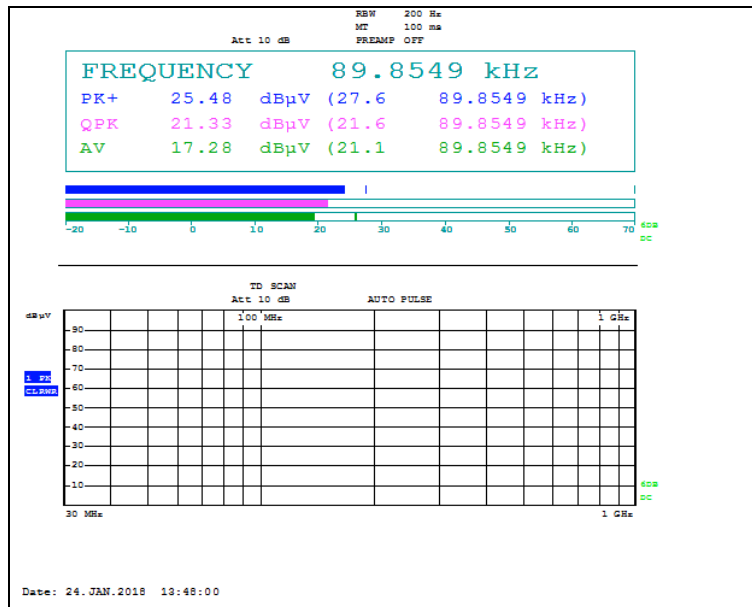 RBW 200 Hz
MT 100 ms
Att 10 dB PREAMP OFF
FREQUENCY 89.8549 kHz
PK+ 25.48 dBµV (27.6 89.8549 kHz)
QPK 21.33 dBµV (21.6 89.8549 kHz)
AV 17.28 dBµV (21.1 89.8549 kHz)
-20 -10 0 10 20 30 40 50 60 70
6DB
DC
TD SCAN
Att 10 dB AUTO PULSE
dBµV 100 MHz 1 GHz
90
80
70
1 PK
60
CLRWR
50
40
30
20
10
6DB
DC
30 MHz 1 GHz
Date: 24.JAN.2018 13:48:00